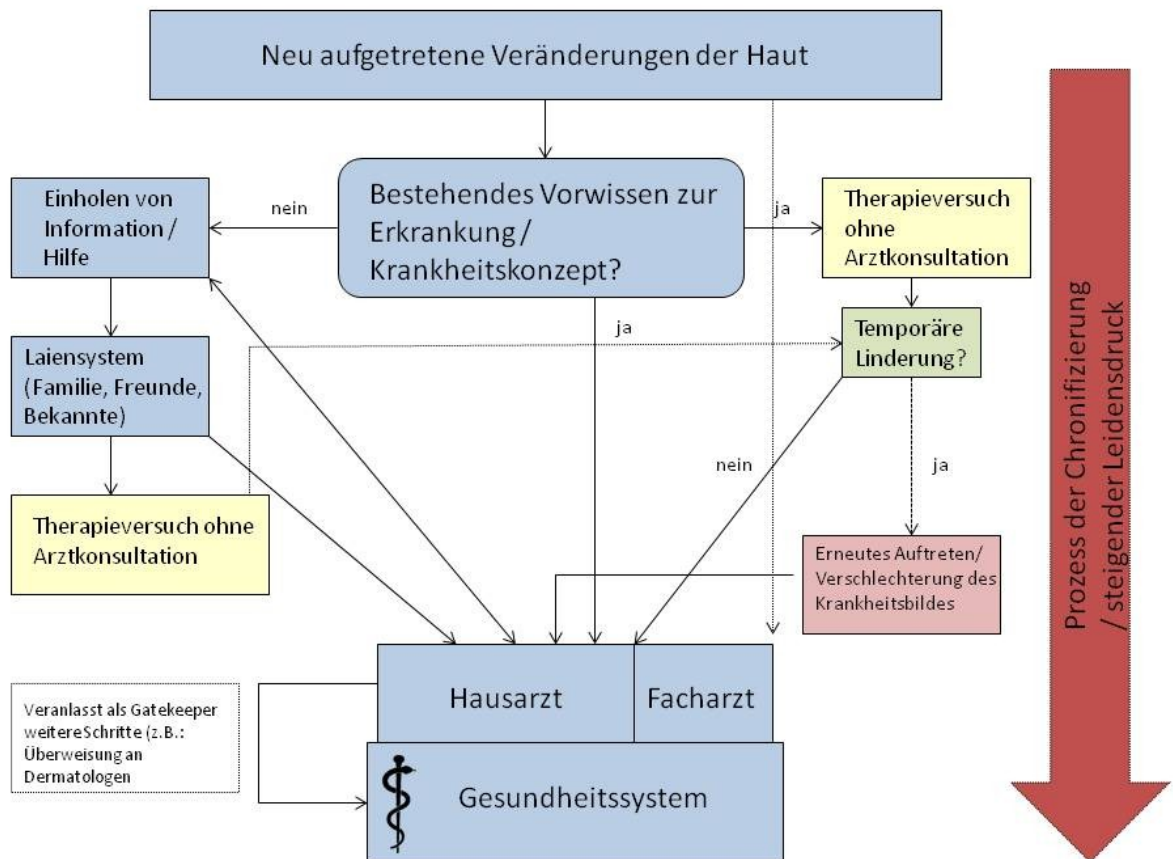 Neu aufgetretene Veränderungen der Haut
Einholen von
Information /
Hilfe
nein
Bestehendes Vorwissen zur
Erkrankung /
Krankheitskonzept?
ja
Therapieversuch
ohne
Arztkonsultation
Laiensystem
(Familie, Freunde,
Bekannte)
ja
Temporäre
Linderung?
nein
ja
Therapieversuch ohne
Arztkonsultation
Erneutes Auftreten/
Verschlechterung des
Krankheitsbildes
Hausarzt
Facharzt
Veranlasst als Gatekeeper
weitere Schritte (z.B.:
Überweisung an
Dermatologen
Gesundheitssystem
Prozess der Chronifizierung
/ steigender Leidensdruck